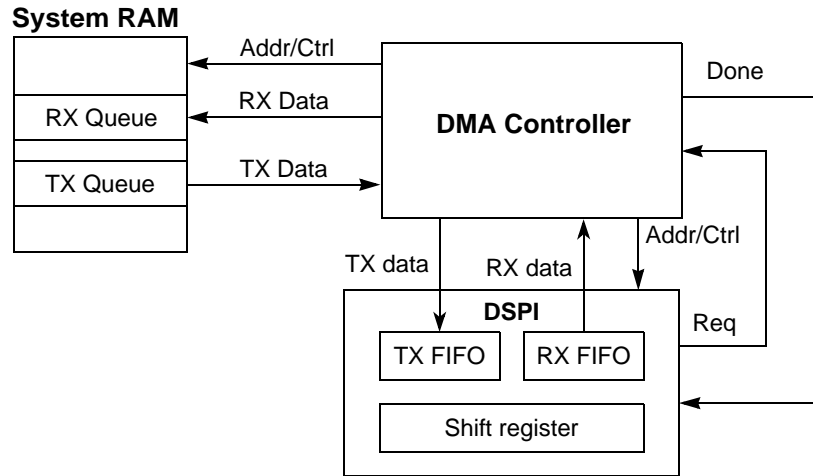 System RAM
Addr/Ctrl
Done
RX Data
RX Queue
DMA Controller
TX Queue
TX Data
Addr/Ctrl
TX data
RX data
DSPI
Req
TX FIFO
RX FIFO
Shift register